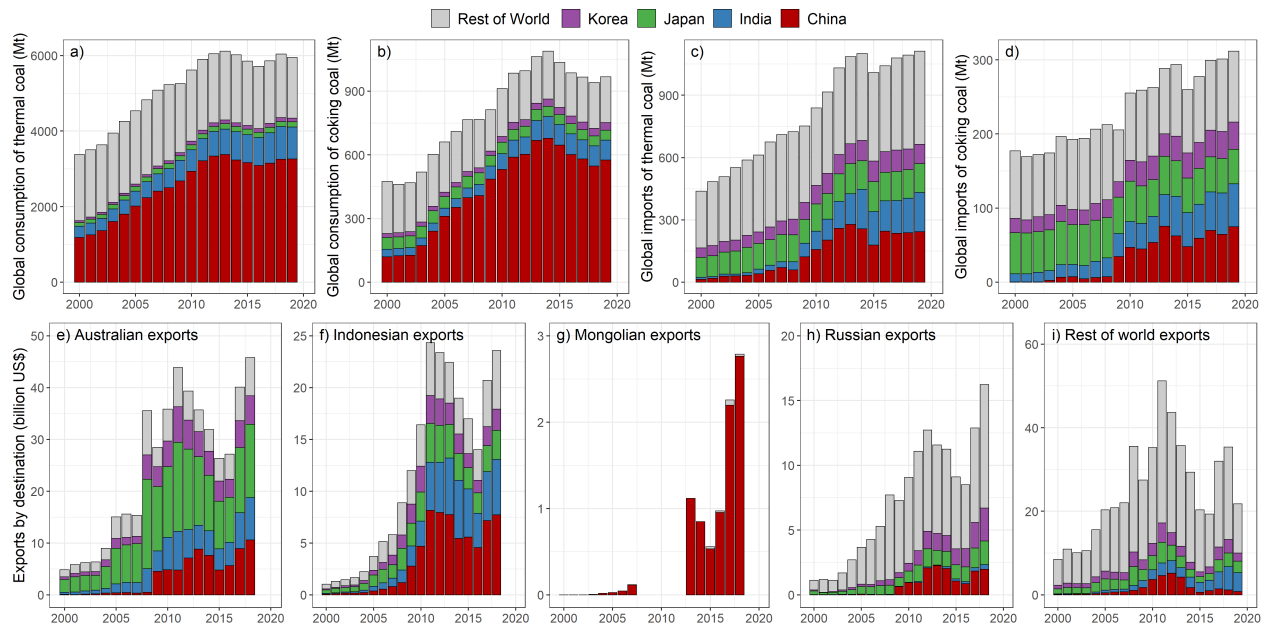 Rest of World Korea Japan India China
Global consumption of thermal coal (Mt)
a)
6000
4000
2000
0
2000 2005 2010 2015 2020
Global consumption of coking coal (Mt)
b)
900
600
300
0
2000 2005 2010 2015 2020
Global imports of thermal coal (Mt)
c)
900
600
300
0
2000 2005 2010 2015 2020
Global imports of coking coal (Mt)
d)
300
200
100
0
2000 2005 2010 2015 2020
Exports by destination (billion US$)
e) Australian exports
50
40
30
20
10
0
2000 2005 2010 2015 2020
f) Indonesian exports
25
20
15
10
5
0
2000 2005 2010 2015 2020
g) Mongolian exports
3
2
1
0
2000 2005 2010 2015 2020
h) Russian exports
20
15
10
5
0
2000 2005 2010 2015 2020
i) Rest of world exports
60
40
20
0
2000 2005 2010 2015 2020